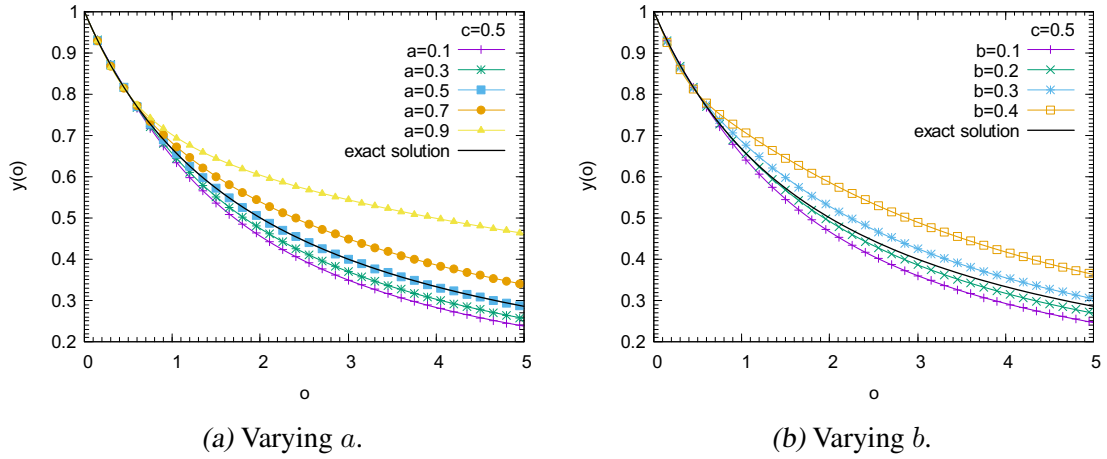 c=0.5
a=0.1
a=0.3
a=0.5
a=0.7
a=0.9
exact solution
1
0.9
0.8
0.7
0.6
0.5
0.4
0.3
0.2
y(o)
0 1 2 3 4 5
o
(a) Varying a.
c=0.5
b=0.1
b=0.2
b=0.3
b=0.4
exact solution
1
0.9
0.8
0.7
0.6
0.5
0.4
0.3
0.2
y(o)
0 1 2 3 4 5
o
(b) Varying b.